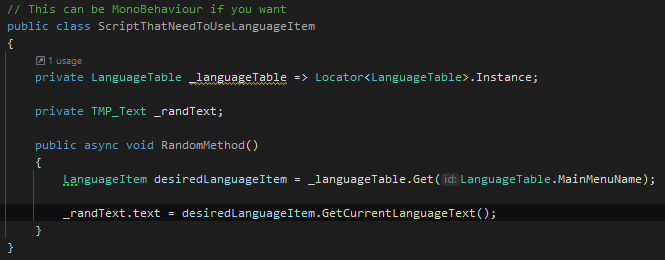 // This can be MonoBehaviour if you want
public class ScriptThatNeedToUseLanguageItem
{
1 usage
private LanguageTable _languageTable => Locator<LanguageTable>.Instance;
private TMP_Text _randText;
public async void RandomMethod()
{
LanguageItem desiredLanguageItem = _languageTable.Get(id:LanguageTable.MainMenuName);
_randText.text = desiredLanguageItem.GetCurrentLanguageText();
}
}